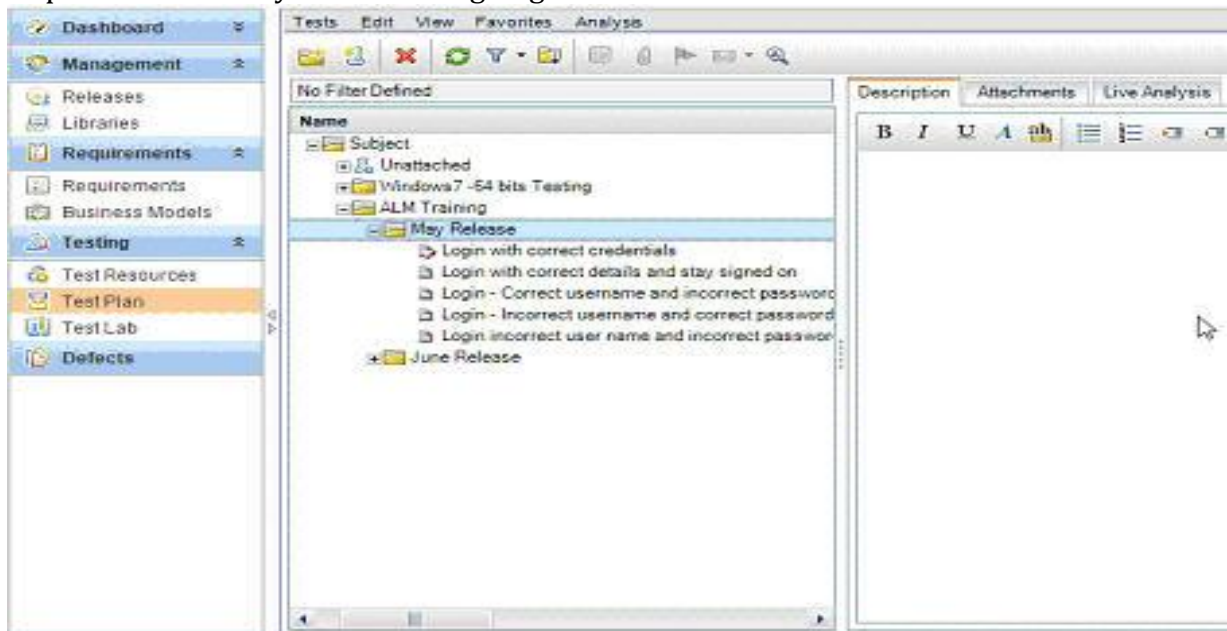 Dashboard
Management
Releases
Libraries
Requirements
Requirements
Business Models
Testing
Test Resources
Test Plan
Test Lab
Defects
Tests Edit View Favorites Analysis
No Filter Defined
Name
Subject
Unattached
Windows7 -64 bits Testing
ALM Training
May Release
Login with correct credentials
Login with correct details and stay signed on
Login - Correct username and incorrect password
Login - Incorrect username and correct password
Login incorrect user name and incorrect passwor
June Release
Description Attachments Live Analysis
B I U A ab